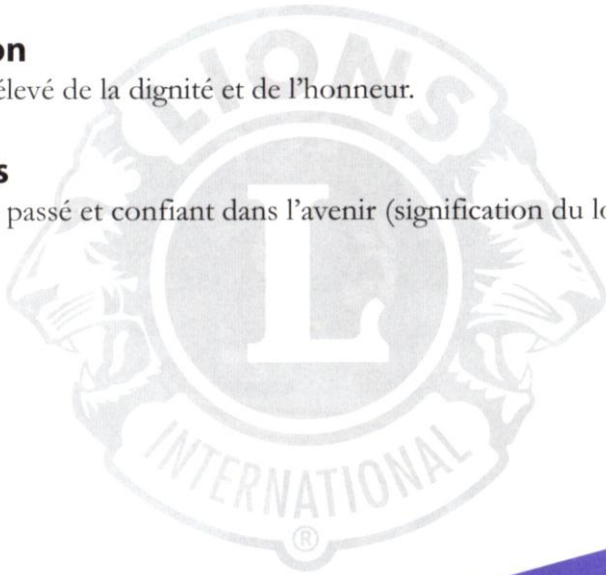 on
élevé de la dignité et de l'honneur.
s
passé et confiant dans l'avenir (signification du lo
LIONS
L
INTERNATIONAL
®